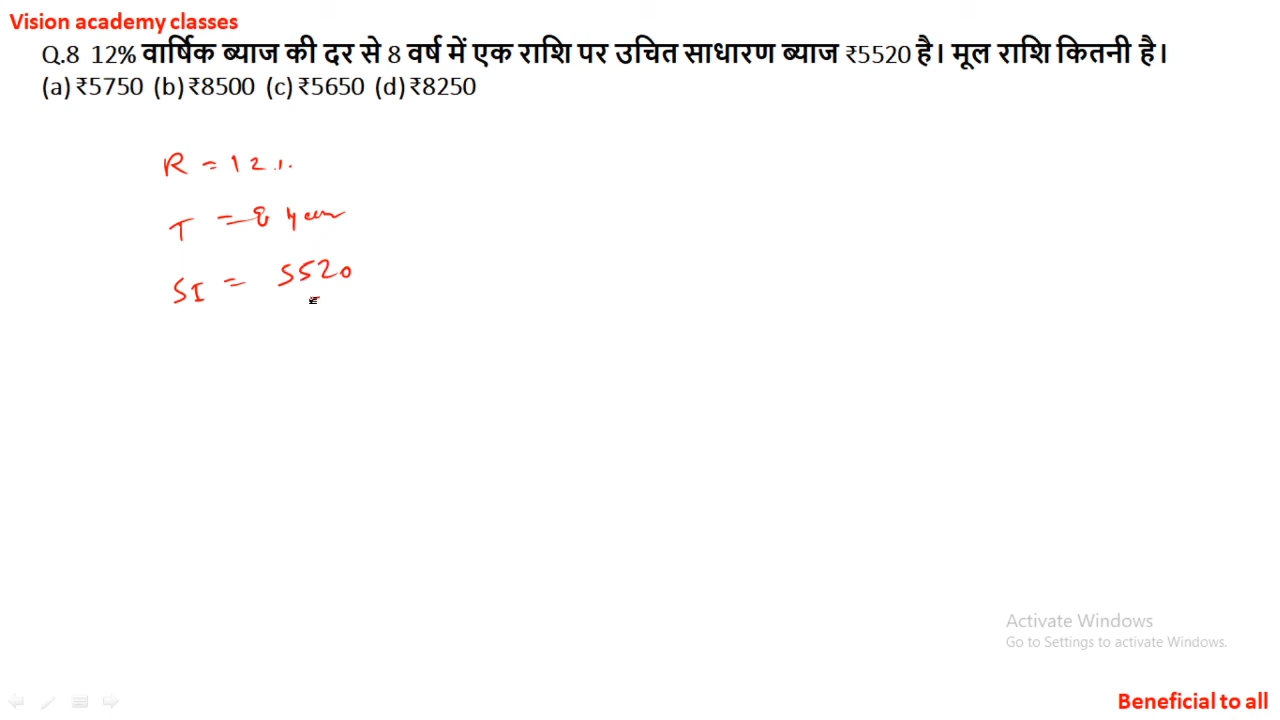 Vision academy classes
Q.8 12% वार्षिक ब्याज की दर से 8 वर्ष में एक राशि पर उचित साधारण ब्याज ₹5520 है। मूल राशि कितनी है।
(a) ₹5750 (b) ₹8500 (c) ₹5650 (d) ₹8250
R = 12%
T = 8 year
SI = 5520
Activate Windows
Go to Settings to activate Windows.
Beneficial to all